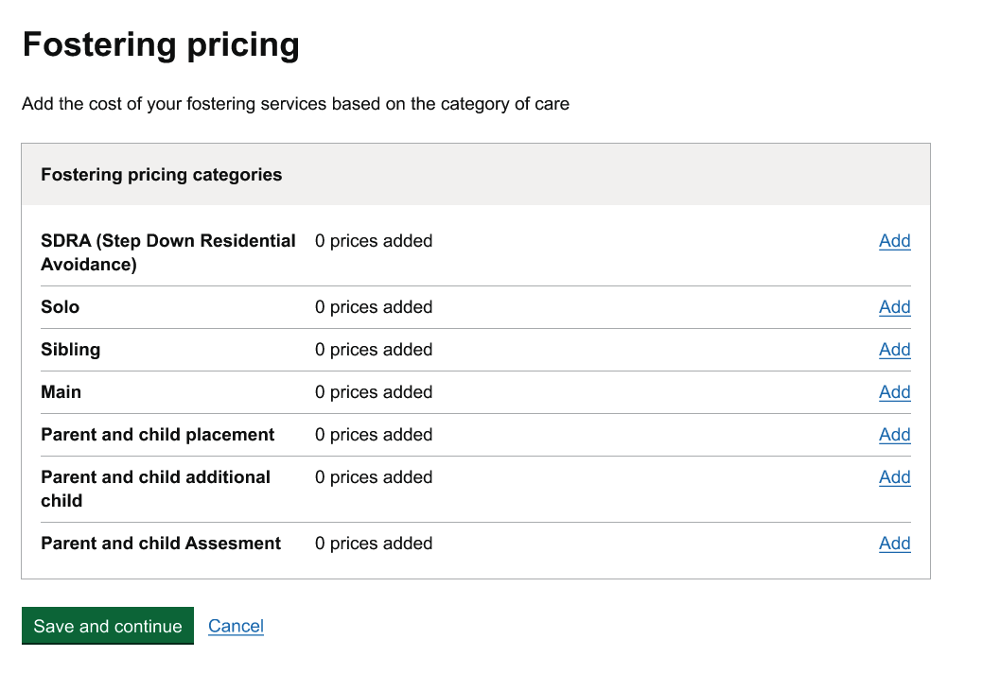 Fostering pricing
Add the cost of your fostering services based on the category of care
Fostering pricing categories
SDRA (Step Down Residential 0 prices added Add
Avoidance)
Solo 0 prices added Add
Sibling 0 prices added Add
Main 0 prices added Add
Parent and child placement 0 prices added Add
Parent and child additional 0 prices added Add
child
Parent and child Assesment 0 prices added Add
Save and continue Cancel